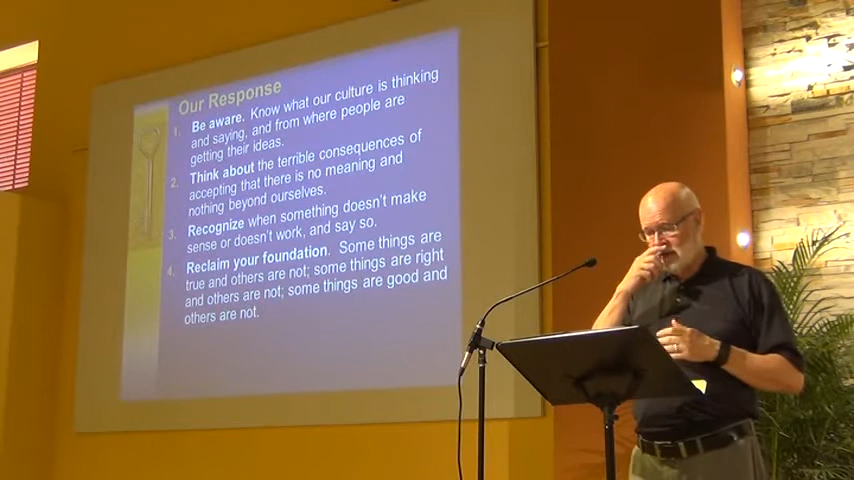 Our Response
1. Be aware. Know what our culture is thinking
and saying, and from where people are
getting their ideas.
2. Think about the terrible consequences of
accepting that there is no meaning and
nothing beyond ourselves.
3. Recognize when something doesn't make
sense or doesn't work, and say so.
4. Reclaim your foundation. Some things are
true and others are not; some things are right
and others are not; some things are good and
others are not.